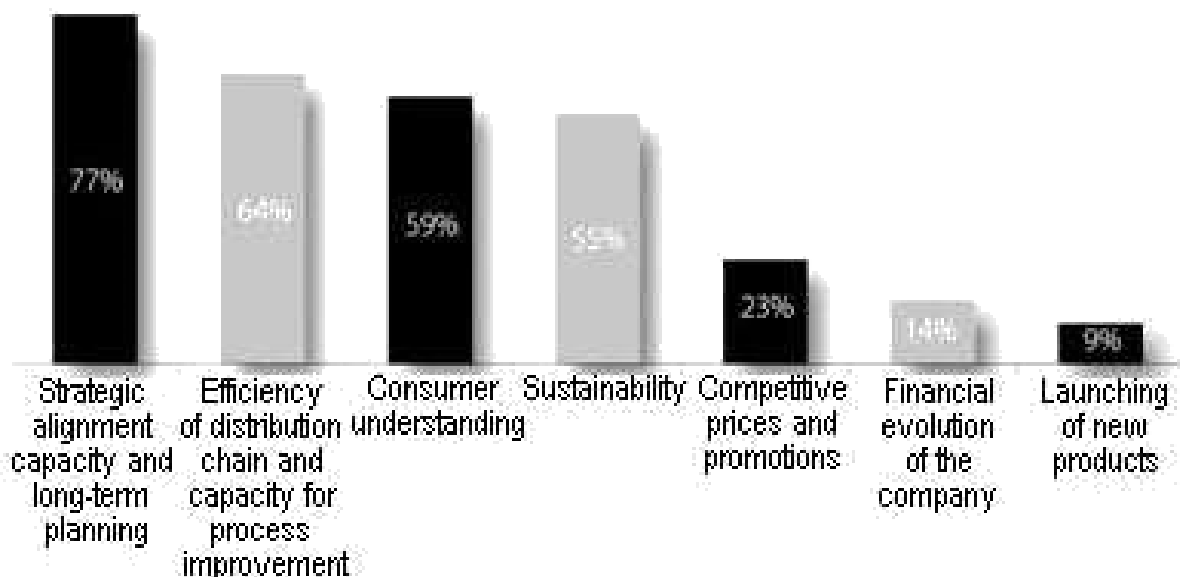 77%
64%
59%
55%
23%
14%
9%
Strategic
alignment
capacity and
long-term
planning
Efficiency
of distribution
chain and
capacity for
process
improvement
Consumer
understanding
Sustainability
Competitive
prices and
promotions
Financial
evolution
of the
company
Launching
of new
products